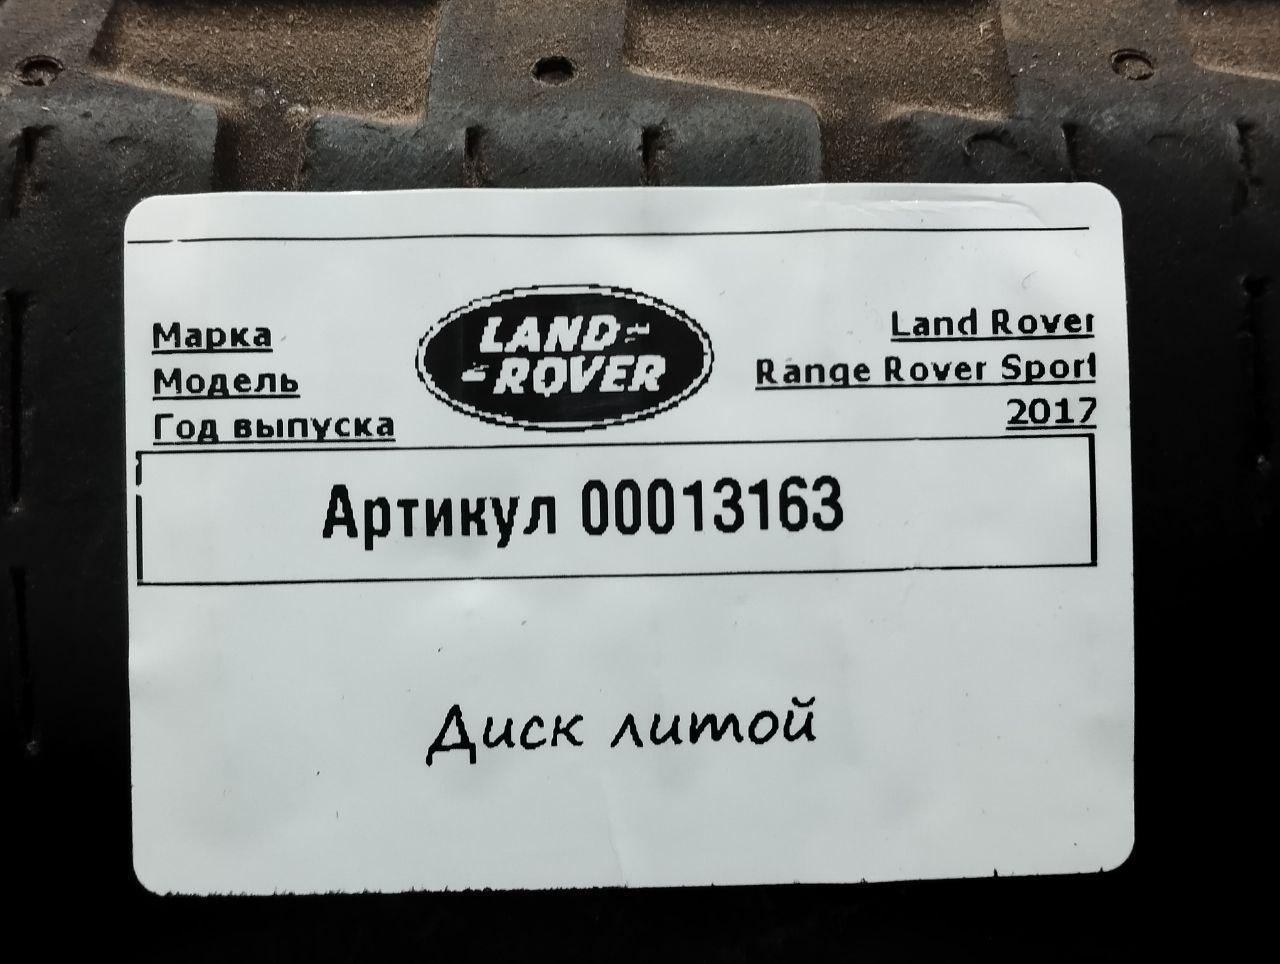 Марка
Модель
Год выпуска
LAND
ROVER
Land Rover
Range Rover Sport
2017
Артикул 00013163
Диск литой